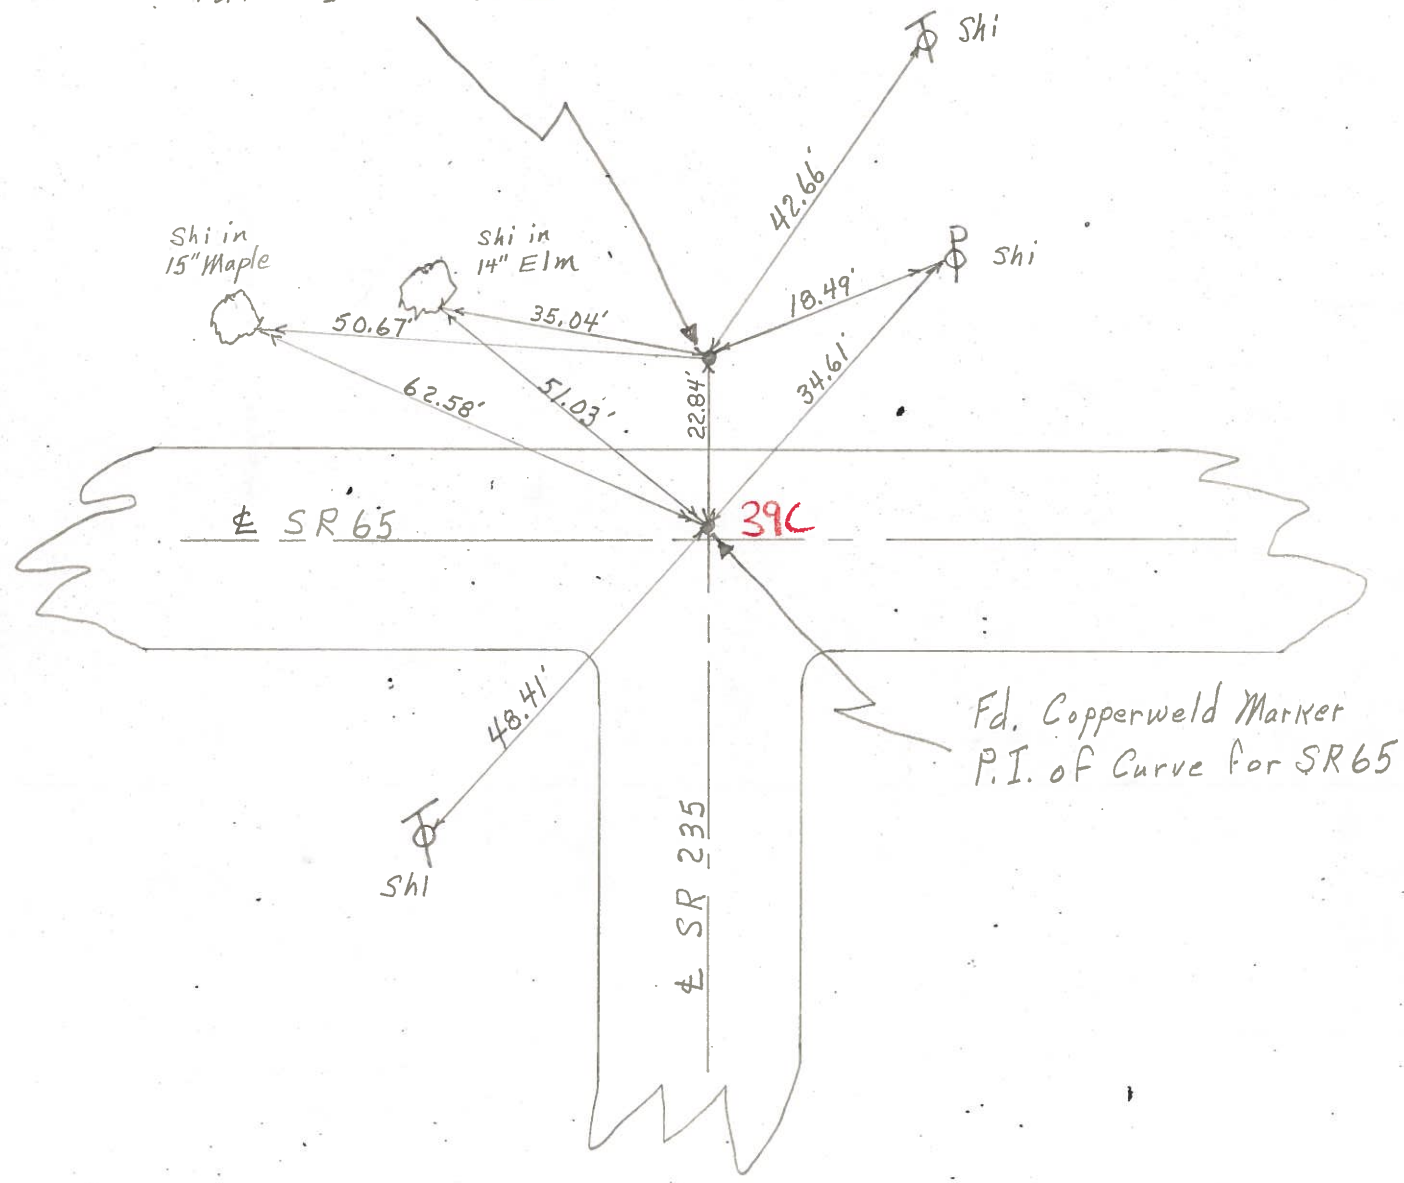 Shi
42.66'
Shi in
15" Maple
Shi in
14" Elm
P
Shi
18.49'
35.04'
50.67'
34.61'
62.58'
51.03'
22.84'
℄ SR 65
39C
48.41'
Fd. Copperweld Marker
P.I. of Curve for SR 65
Shi
℄ SR 235